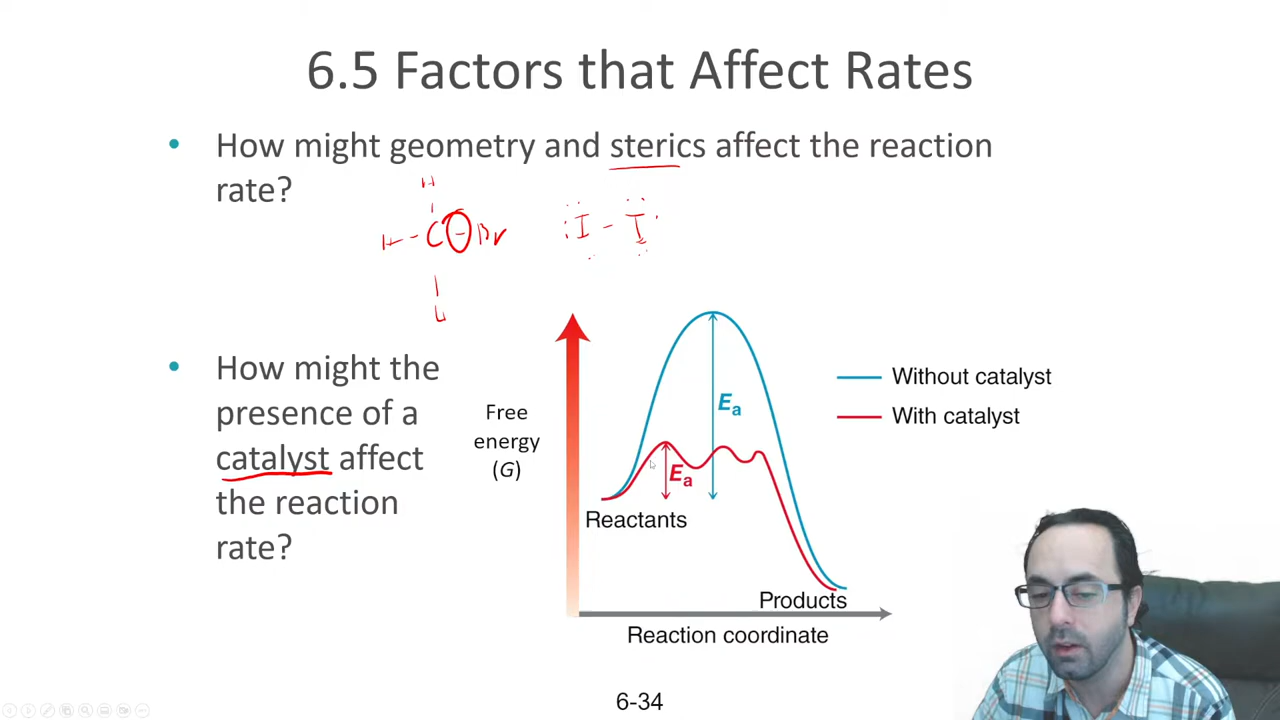 6.5 Factors that Affect Rates
• How might geometry and sterics affect the reaction
rate?
H
H - C - Br
:I - I
• How might the
presence of a
catalyst affect
the reaction
rate?
Free
energy
(G)
Ea
Ea
Reactants
Products
Reaction coordinate
Without catalyst
With catalyst
6-34